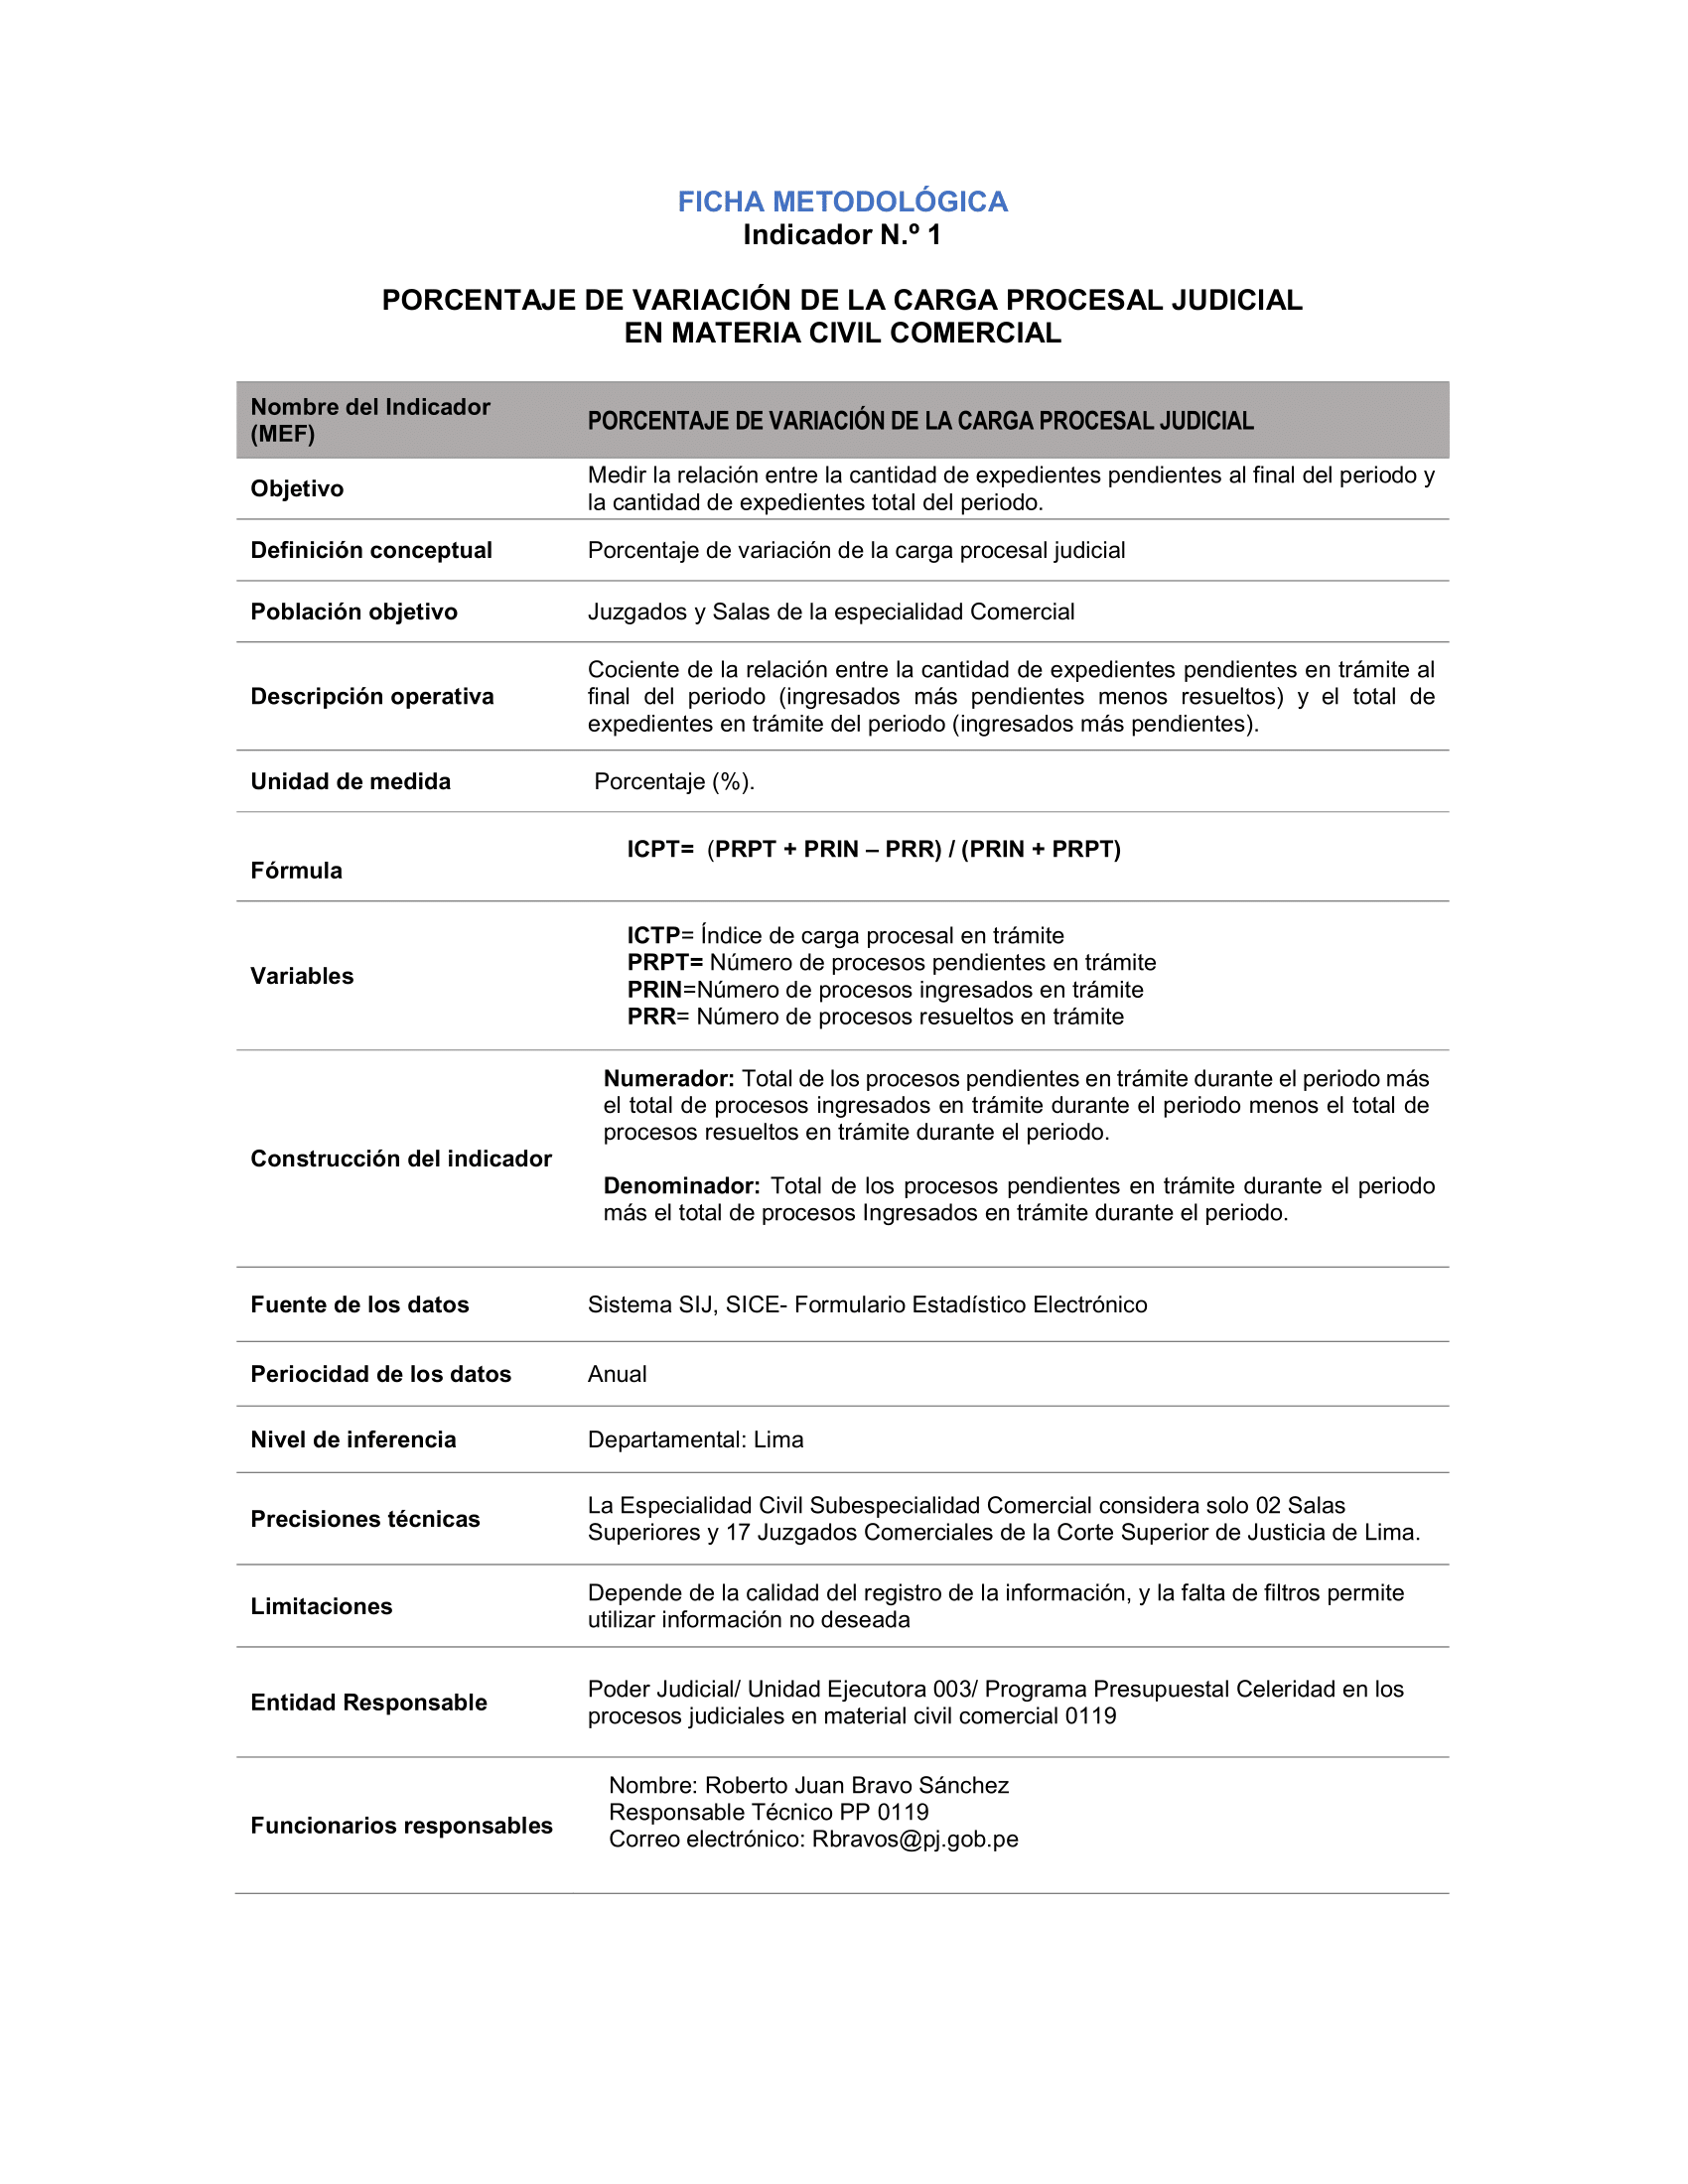 FICHA METODOLÓGICA
Indicador N.º 1
PORCENTAJE DE VARIACIÓN DE LA CARGA PROCESAL JUDICIAL
EN MATERIA CIVIL COMERCIAL
Nombre del Indicador
(MEF)
PORCENTAJE DE VARIACIÓN DE LA CARGA PROCESAL JUDICIAL
Objetivo
Medir la relación entre la cantidad de expedientes pendientes al final del periodo y
la cantidad de expedientes total del periodo.
Definición conceptual
Porcentaje de variación de la carga procesal judicial
Población objetivo
Juzgados y Salas de la especialidad Comercial
Descripción operativa
Cociente de la relación entre la cantidad de expedientes pendientes en trámite al
final del periodo (ingresados más pendientes menos resueltos) y el total de
expedientes en trámite del periodo (ingresados más pendientes).
Unidad de medida
Porcentaje (%).
Fórmula
ICPT= (PRPT + PRIN – PRR) / (PRIN + PRPT)
Variables
ICTP= Índice de carga procesal en trámite
PRPT= Número de procesos pendientes en trámite
PRIN=Número de procesos ingresados en trámite
PRR= Número de procesos resueltos en trámite
Construcción del indicador
Numerador: Total de los procesos pendientes en trámite durante el periodo más
el total de procesos ingresados en trámite durante el periodo menos el total de
procesos resueltos en trámite durante el periodo.
Denominador: Total de los procesos pendientes en trámite durante el periodo
más el total de procesos Ingresados en trámite durante el periodo.
Fuente de los datos
Sistema SIJ, SICE- Formulario Estadístico Electrónico
Periocidad de los datos
Anual
Nivel de inferencia
Departamental: Lima
Precisiones técnicas
La Especialidad Civil Subespecialidad Comercial considera solo 02 Salas
Superiores y 17 Juzgados Comerciales de la Corte Superior de Justicia de Lima.
Limitaciones
Depende de la calidad del registro de la información, y la falta de filtros permite
utilizar información no deseada
Entidad Responsable
Poder Judicial/ Unidad Ejecutora 003/ Programa Presupuestal Celeridad en los
procesos judiciales en material civil comercial 0119
Funcionarios responsables
Nombre: Roberto Juan Bravo Sánchez
Responsable Técnico PP 0119
Correo electrónico: Rbravos@pj.gob.pe